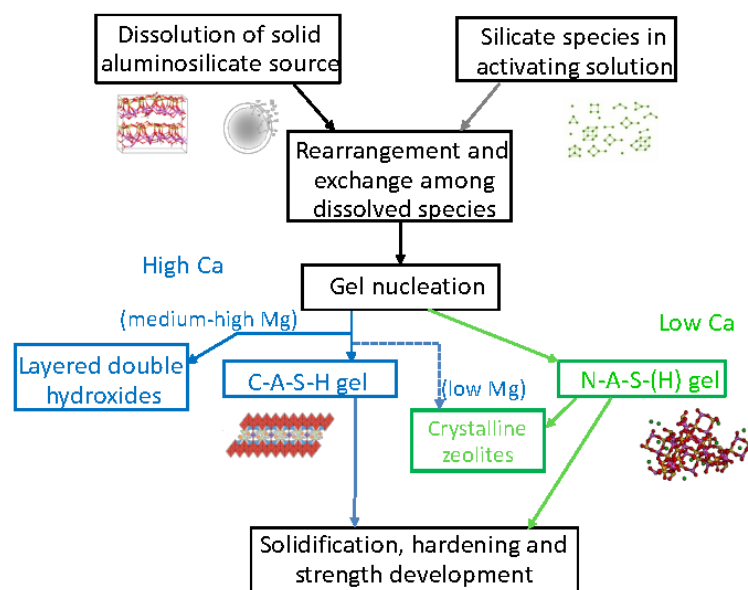 Dissolution of solid
aluminosilicate source
Silicate species in
activating solution
Rearrangement and
exchange among
dissolved species
High Ca
Gel nucleation
(medium-high Mg)
Low Ca
Layered double
hydroxides
C-A-S-H gel
(low Mg)
N-A-S-(H) gel
Crystalline
zeolites
Solidification, hardening and
strength development